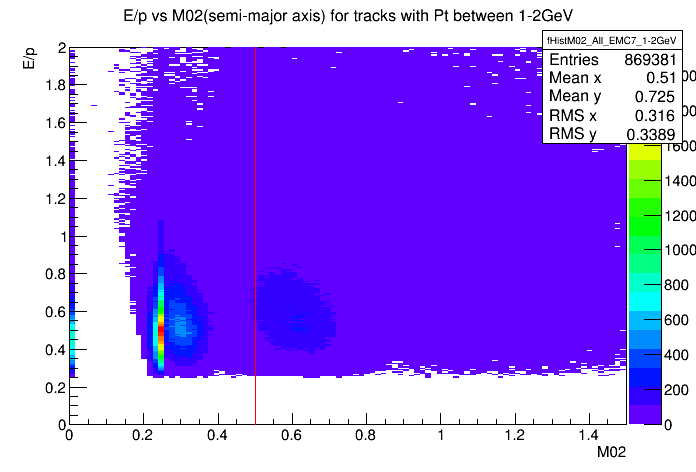 E/p vs M02(semi-major axis) for tracks with Pt between 1-2GeV
fHistM02_All_EMC7_1-2GeV
Entries 869381
Mean x 0.51
Mean y 0.725
RMS x 0.316
RMS y 0.3389
E/p
2
1.8
1.6
1.4
1.2
1
0.8
0.6
0.4
0.2
0
0 0.2 0.4 0.6 0.8 1 1.2 1.4
M02
1600
1400
1200
1000
800
600
400
200
0